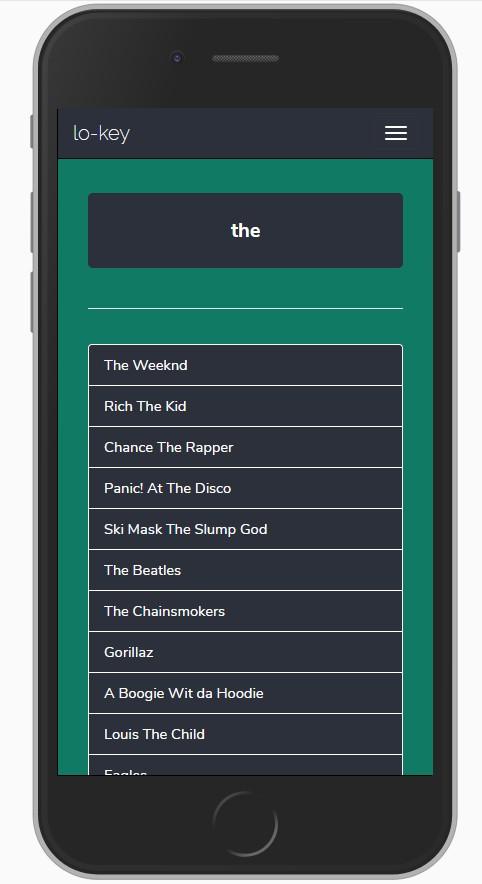 lo-key
the
The Weeknd
Rich The Kid
Chance The Rapper
Panic! At The Disco
Ski Mask The Slump God
The Beatles
The Chainsmokers
Gorillaz
A Boogie Wit da Hoodie
Louis The Child
Eagles